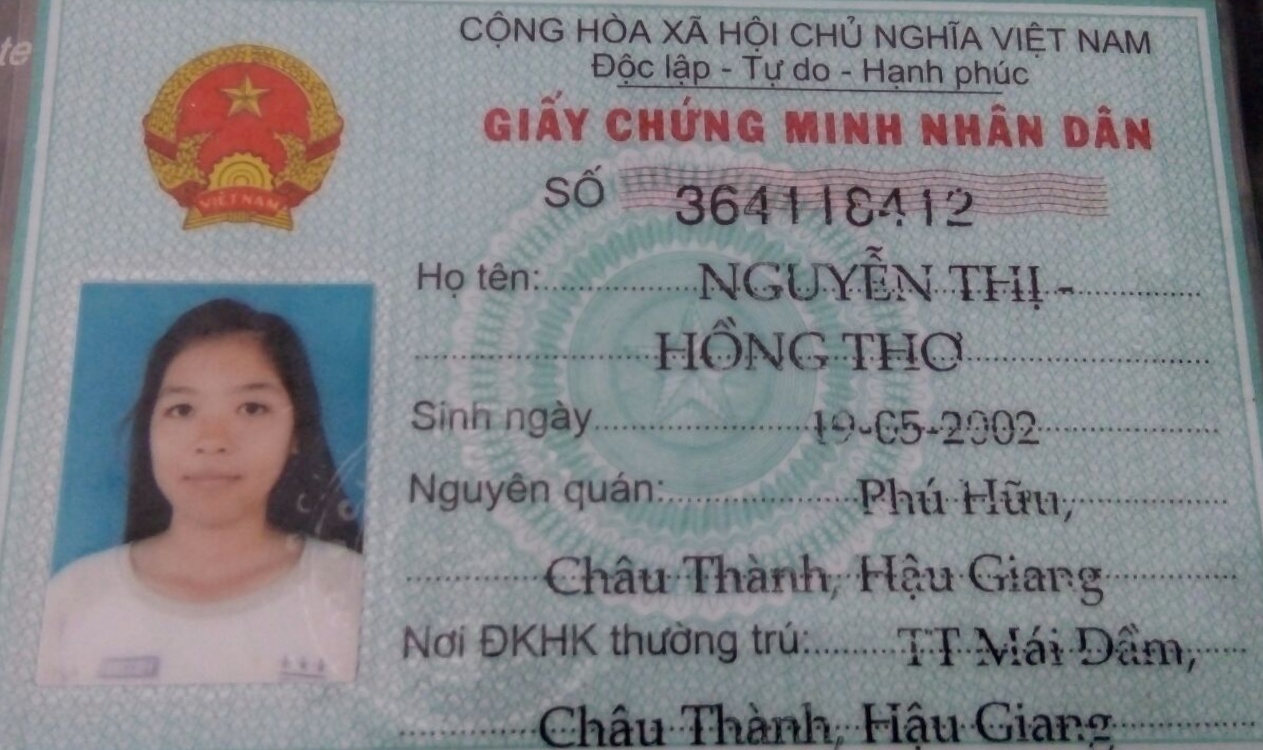 te
CỘNG HÒA XÃ HỘI CHỦ NGHĨA VIỆT NAM
Độc lập - Tự do - Hạnh phúc
GIẤY CHỨNG MINH NHÂN DÂN
VIỆT NAM
SỐ 364118412
Họ tên: NGUYỄN THỊ -
HỒNG THƠ
Sinh ngày 19-05-2002
Nguyên quán: Phú Hữu,
Châu Thành, Hậu Giang
Nơi ĐKHK thường trú: TT Mái Dầm,
Châu Thành, Hậu Giang